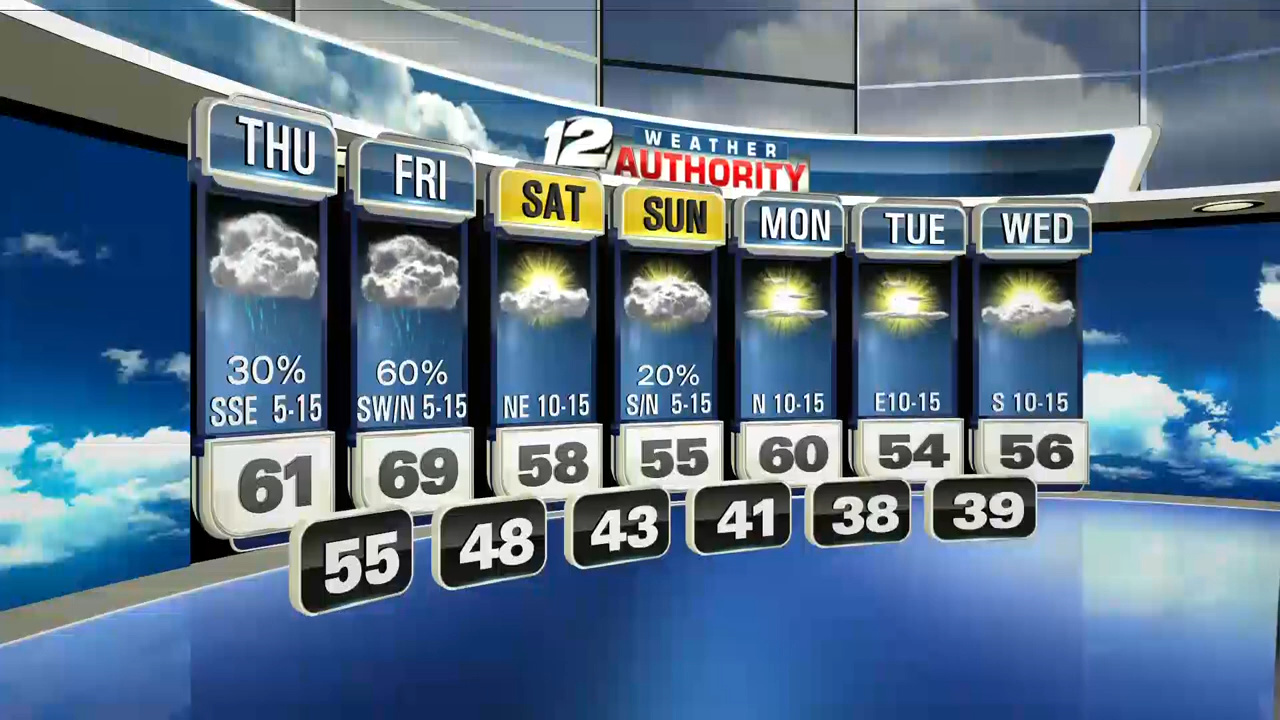 12 WEATHER
AUTHORITY
THU FRI SAT SUN MON TUE WED
30% 60% 20%
SSE 5-15 SW/N 5-15 NE 10-15 S/N 5-15 N 10-15 E10-15 S 10-15
61 69 58 55 60 54 56
55 48 43 41 38 39